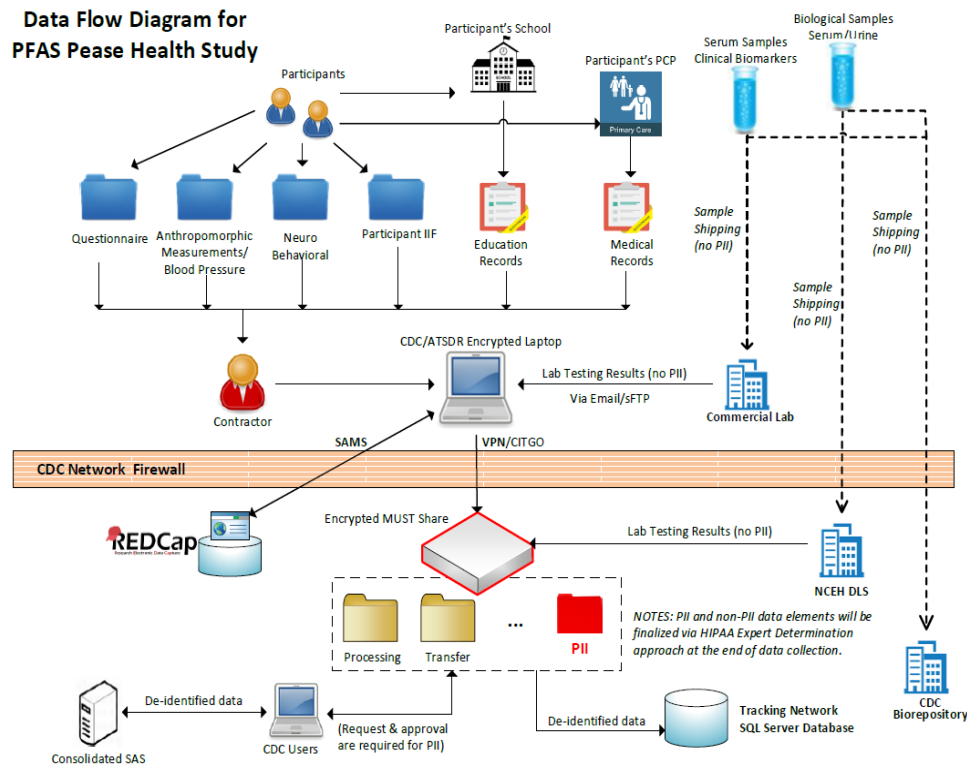 Data Flow Diagram for
PFAS Pease Health Study
Participant's School
Biological Samples
Serum/Urine
Serum Samples
Clinical Biomarkers
Participant's PCP
Participants
SCHOOL
Primary Care
Questionnaire
Anthropomorphic
Measurements/
Blood Pressure
Neuro
Behavioral
Participant IIF
Education
Records
Medical
Records
Sample
Shipping
(no PII)
Sample
Shipping
(no PII)
Sample
Shipping
(no PII)
CDC/ATSDR Encrypted Laptop
Lab Testing Results (no PII)
Via Email/sFTP
Contractor
Commercial Lab
SAMS
VPN/CITGO
CDC Network Firewall
Encrypted MUST Share
REDCap
Research Electronic Data Capture
Lab Testing Results (no PII)
NCEH DLS
Processing
Transfer
...
PII
NOTES: PII and non-PII data elements will be
finalized via HIPAA Expert Determination
approach at the end of data collection.
De-identified data
Consolidated SAS
CDC Users
(Request & approval
are required for PII)
De-identified data
Tracking Network
SQL Server Database
CDC
Biorepository